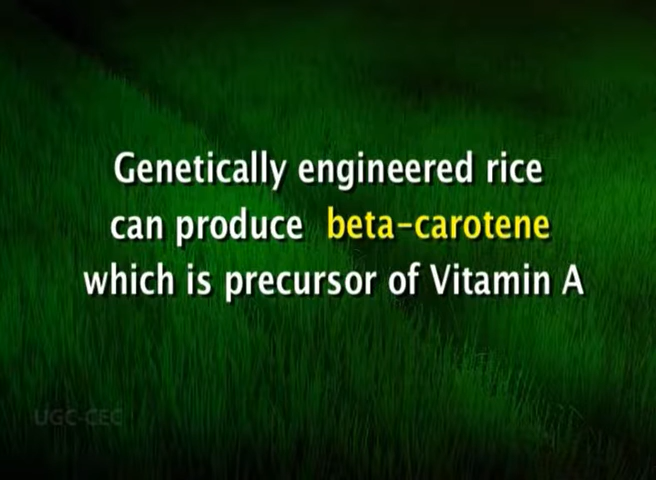 Genetically engineered rice
can produce beta-carotene
which is precursor of Vitamin A
UGC-CEC